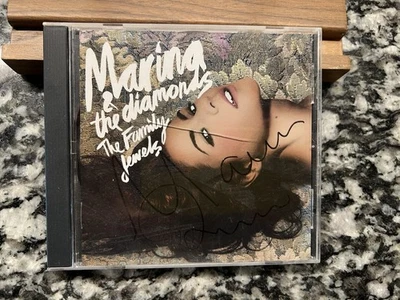 Marina
&
the diamonds
The Family
Jewels